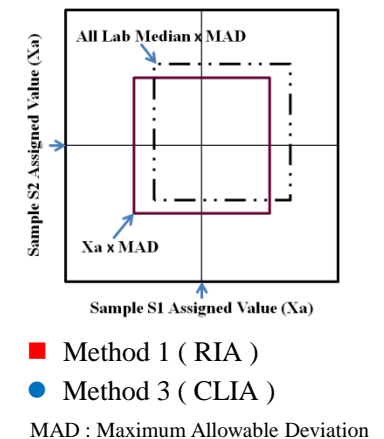 All Lab Median x MAD
Sample S2 Assigned Value (Xa)
Xa x MAD
Sample S1 Assigned Value (Xa)
Method 1 ( RIA )
Method 3 ( CLIA )
MAD : Maximum Allowable Deviation